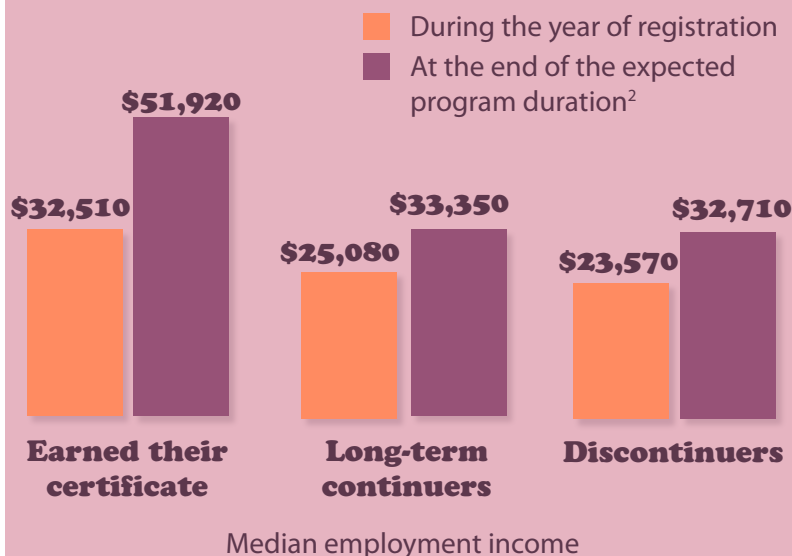 During the year of registration
At the end of the expected
program duration²
$51,920
$32,510
$33,350
$25,080
$32,710
$23,570
Earned their
certificate
Long-term
continuers
Discontinuers
Median employment income